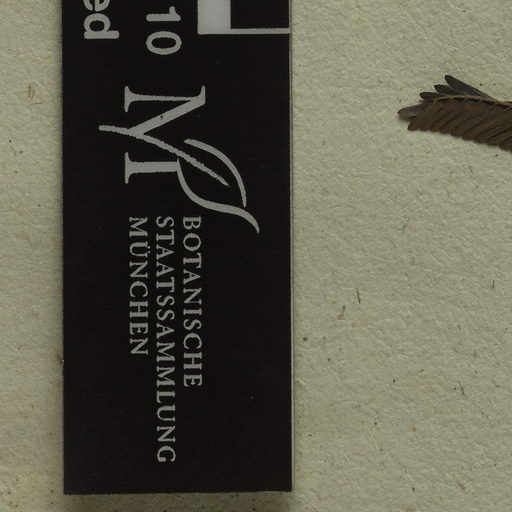 10
ed
M
BOTANISCHE
STAATSSAMMLUNG
MÜNCHEN